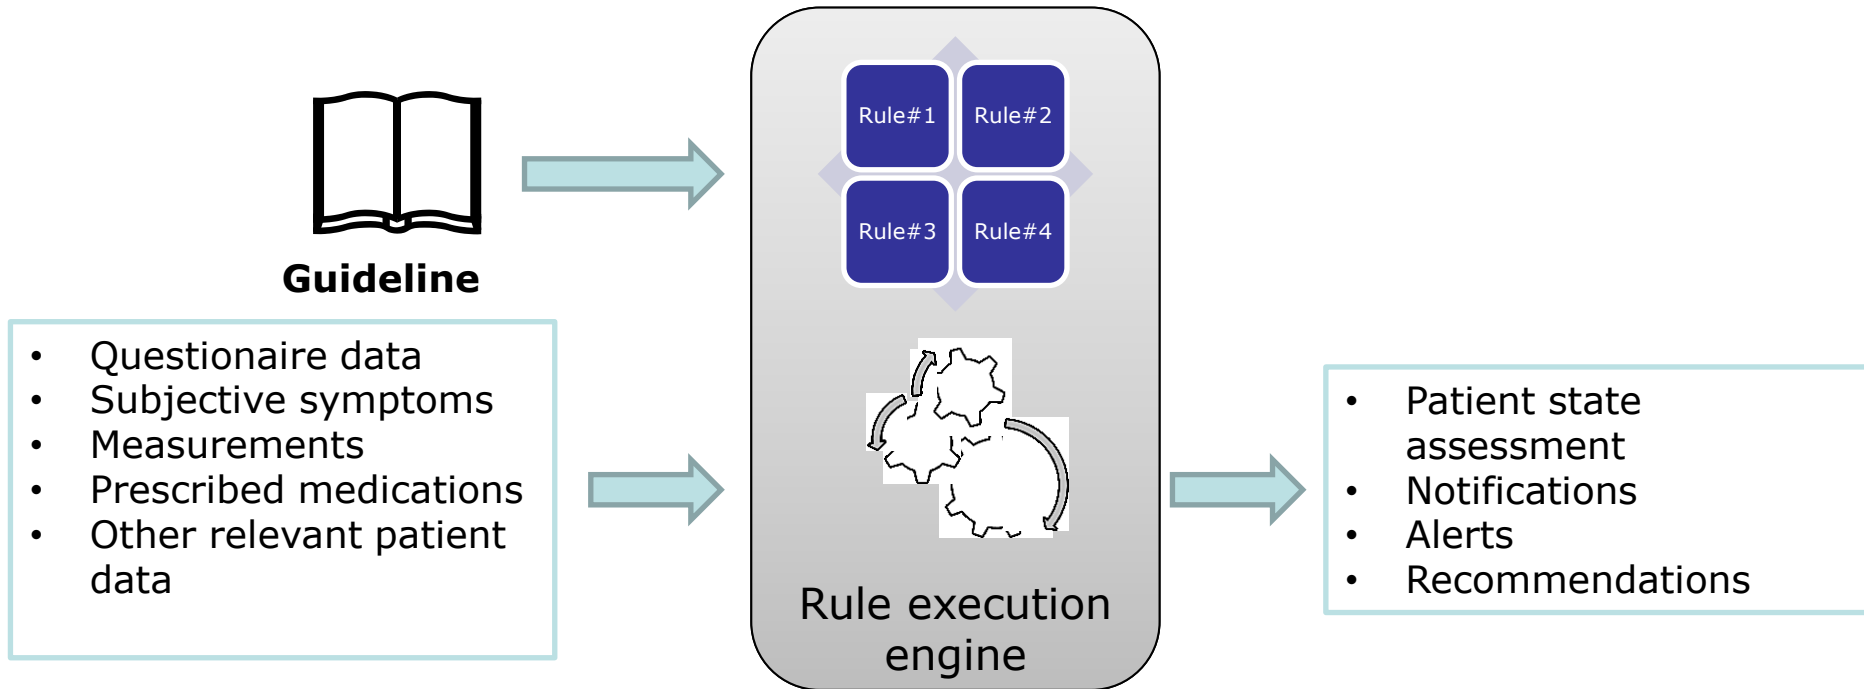 Rule#1
Rule#2
Rule#3
Rule#4
Guideline
• Questionaire data
• Subjective symptoms
• Measurements
• Prescribed medications
• Other relevant patient
data
Rule execution
engine
• Patient state
assessment
• Notifications
• Alerts
• Recommendations